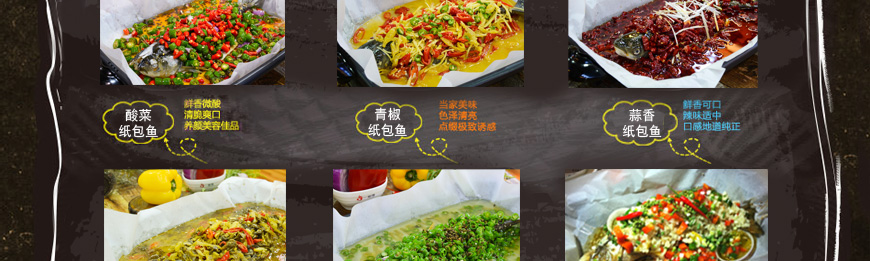 酸菜
纸包鱼
鲜香微酸
清脆爽口
养颜美容佳品
青椒
纸包鱼
当家美味
色泽清亮
点缀极致诱惑
蒜香
纸包鱼
鲜香可口
辣味适中
口感地道纯正